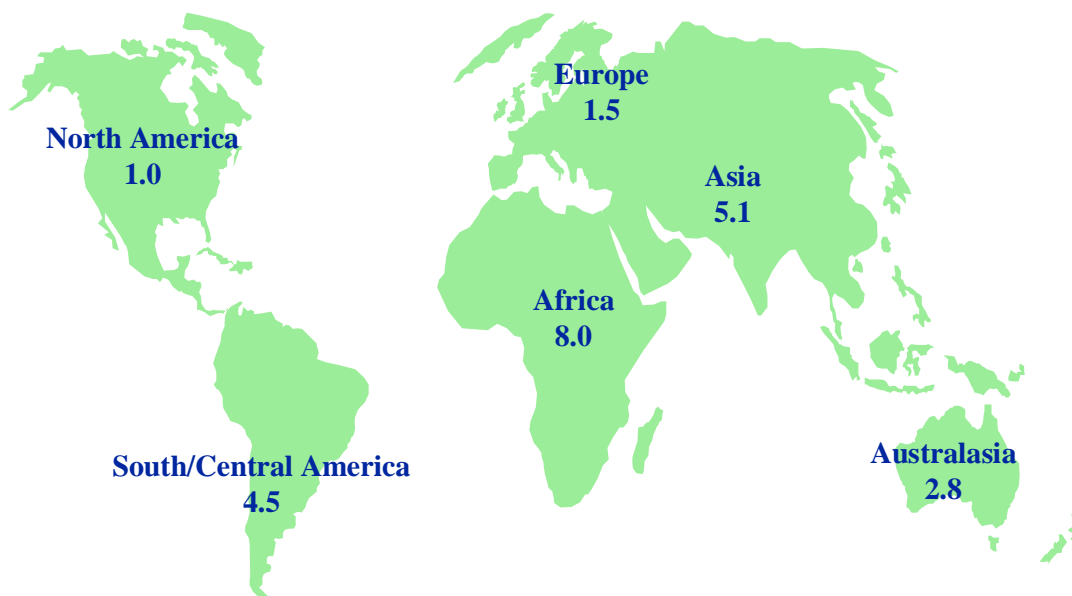 Europe
1.5
North America
1.0
Asia
5.1
Africa
8.0
South/Central America
4.5
Australasia
2.8